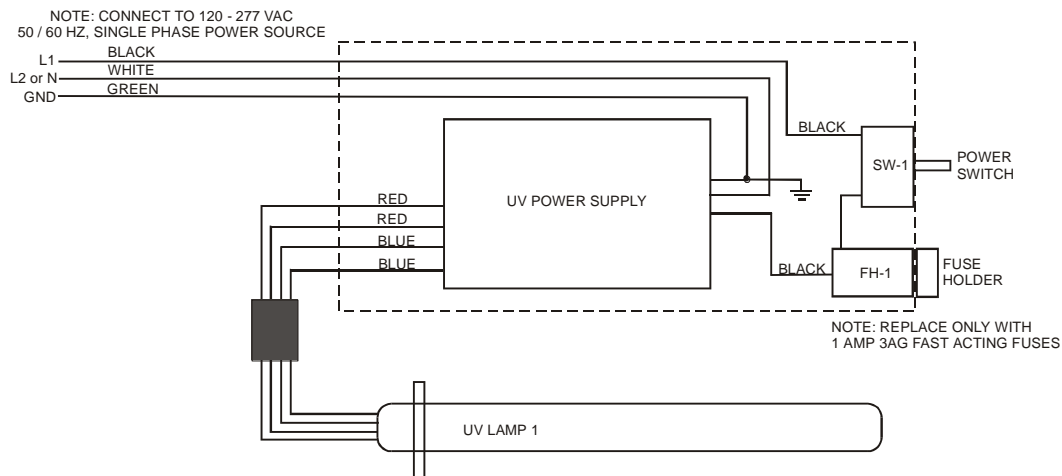 NOTE: CONNECT TO 120 - 277 VAC
50 / 60 HZ, SINGLE PHASE POWER SOURCE
L1
BLACK
L2 or N
WHITE
GND
GREEN
BLACK
SW-1
POWER
SWITCH
UV POWER SUPPLY
RED
RED
BLUE
BLUE
BLACK
FH-1
FUSE
HOLDER
NOTE: REPLACE ONLY WITH
1 AMP 3AG FAST ACTING FUSES
UV LAMP 1